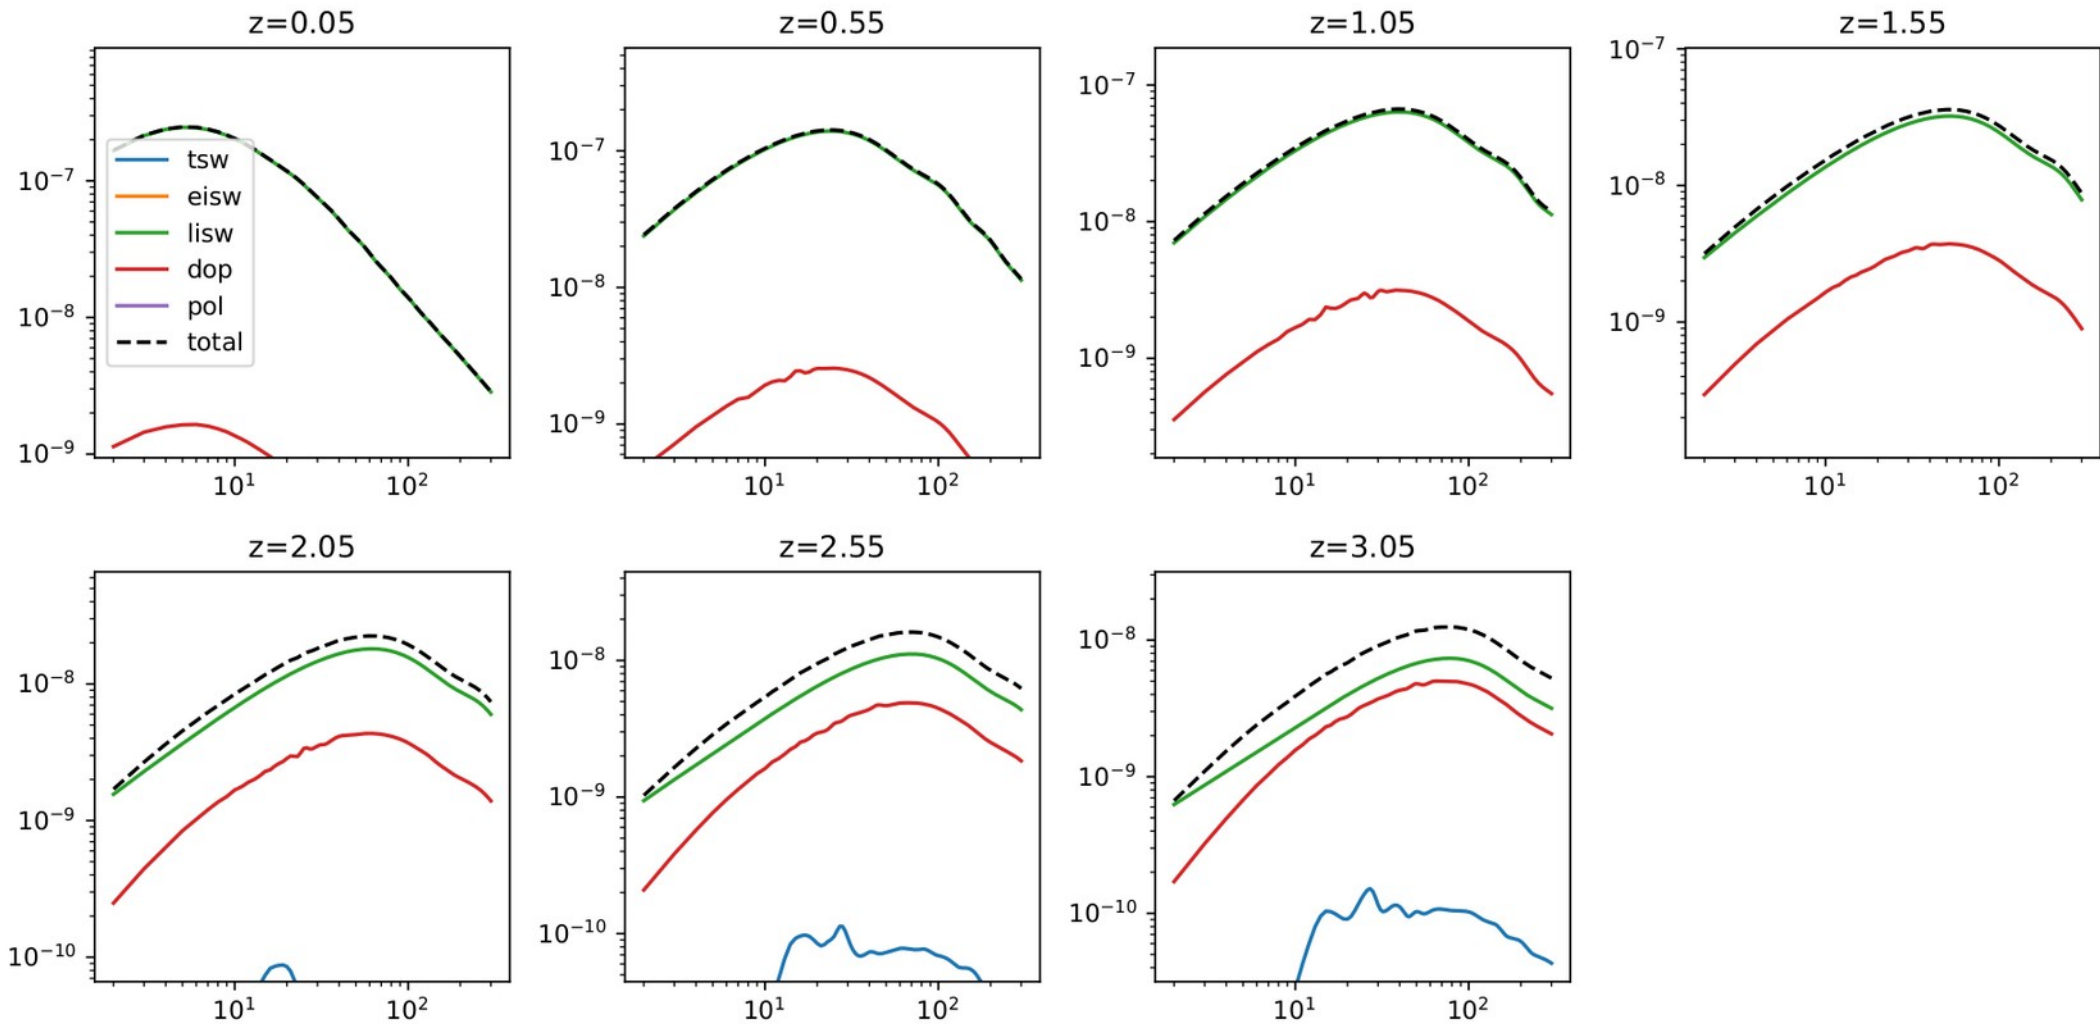 z=0.05
z=0.55
z=1.05
z=1.55
10⁻⁷
10⁻⁸
10⁻⁹
10¹
10²
tsw
eisw
lisw
dop
pol
total
10⁻⁷
10⁻⁸
10⁻⁹
10¹
10²
10⁻⁷
10⁻⁸
10⁻⁹
10¹
10²
10⁻⁷
10⁻⁸
10⁻⁹
10¹
10²
z=2.05
z=2.55
z=3.05
10⁻⁸
10⁻⁹
10⁻¹⁰
10¹
10²
10⁻⁸
10⁻⁹
10⁻¹⁰
10¹
10²
10⁻⁸
10⁻⁹
10⁻¹⁰
10¹
10²